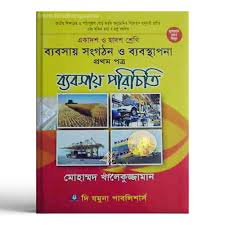 একাদশ ও দ্বাদশ শ্রেণি
ব্যবসায় সংগঠন ও ব্যবস্থাপনা
প্রথম পত্র
ব্যবসায় পরিচিতি
মোহাম্মদ খালেকুজ্জামান
দি যমুনা পাবলিশার্স